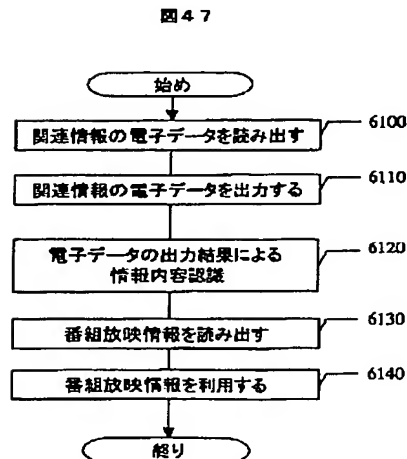 図47
始め
関連情報の電子データを読み出す
6100
関連情報の電子データを出力する
6110
電子データの出力結果による
情報内容認識
6120
番組放映情報を読み出す
6130
番組放映情報を利用する
6140
終り